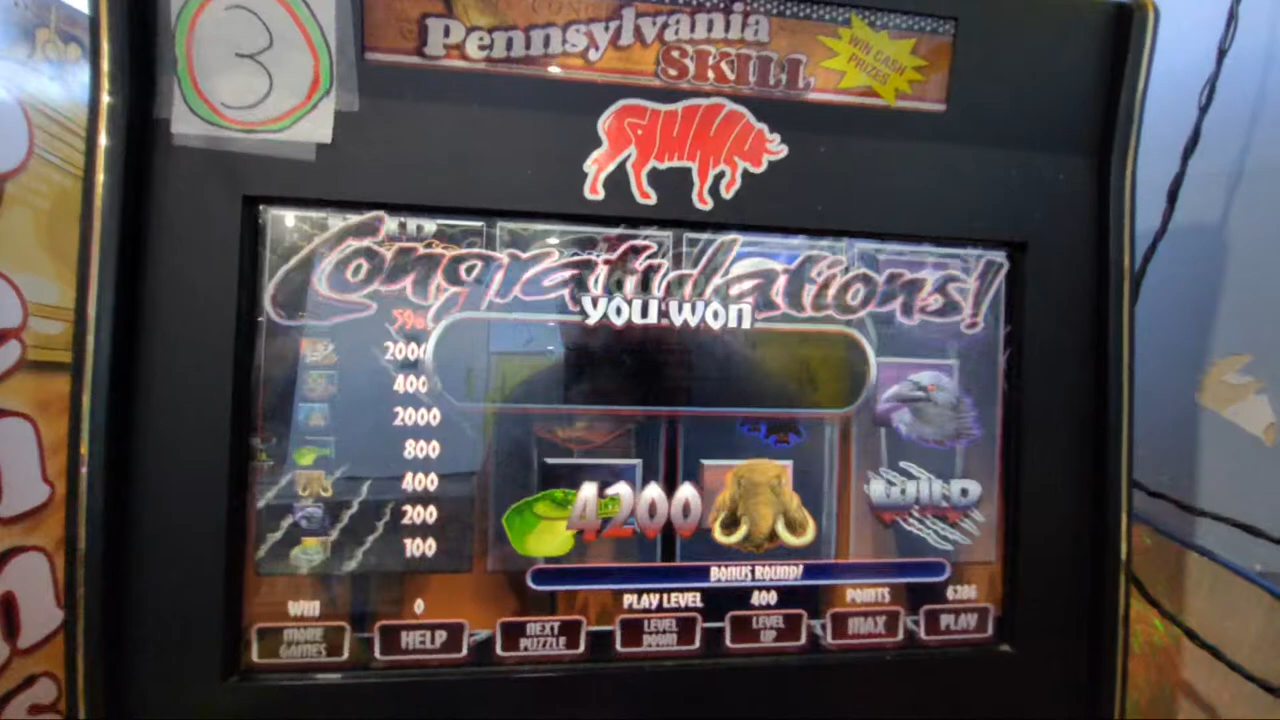 3
Pennsylvania
SKILL
WIN CASH
PRIZES
Congratulations!
you won
2000
400
2000
800
400
200
100
4200
WILD
BONUS ROUND!
PLAY LEVEL 400 POINTS 6286
WIN 0
MORE GAMES
HELP
NEXT PUZZLE
LEVEL DOWN
LEVEL UP
MAX
PLAY